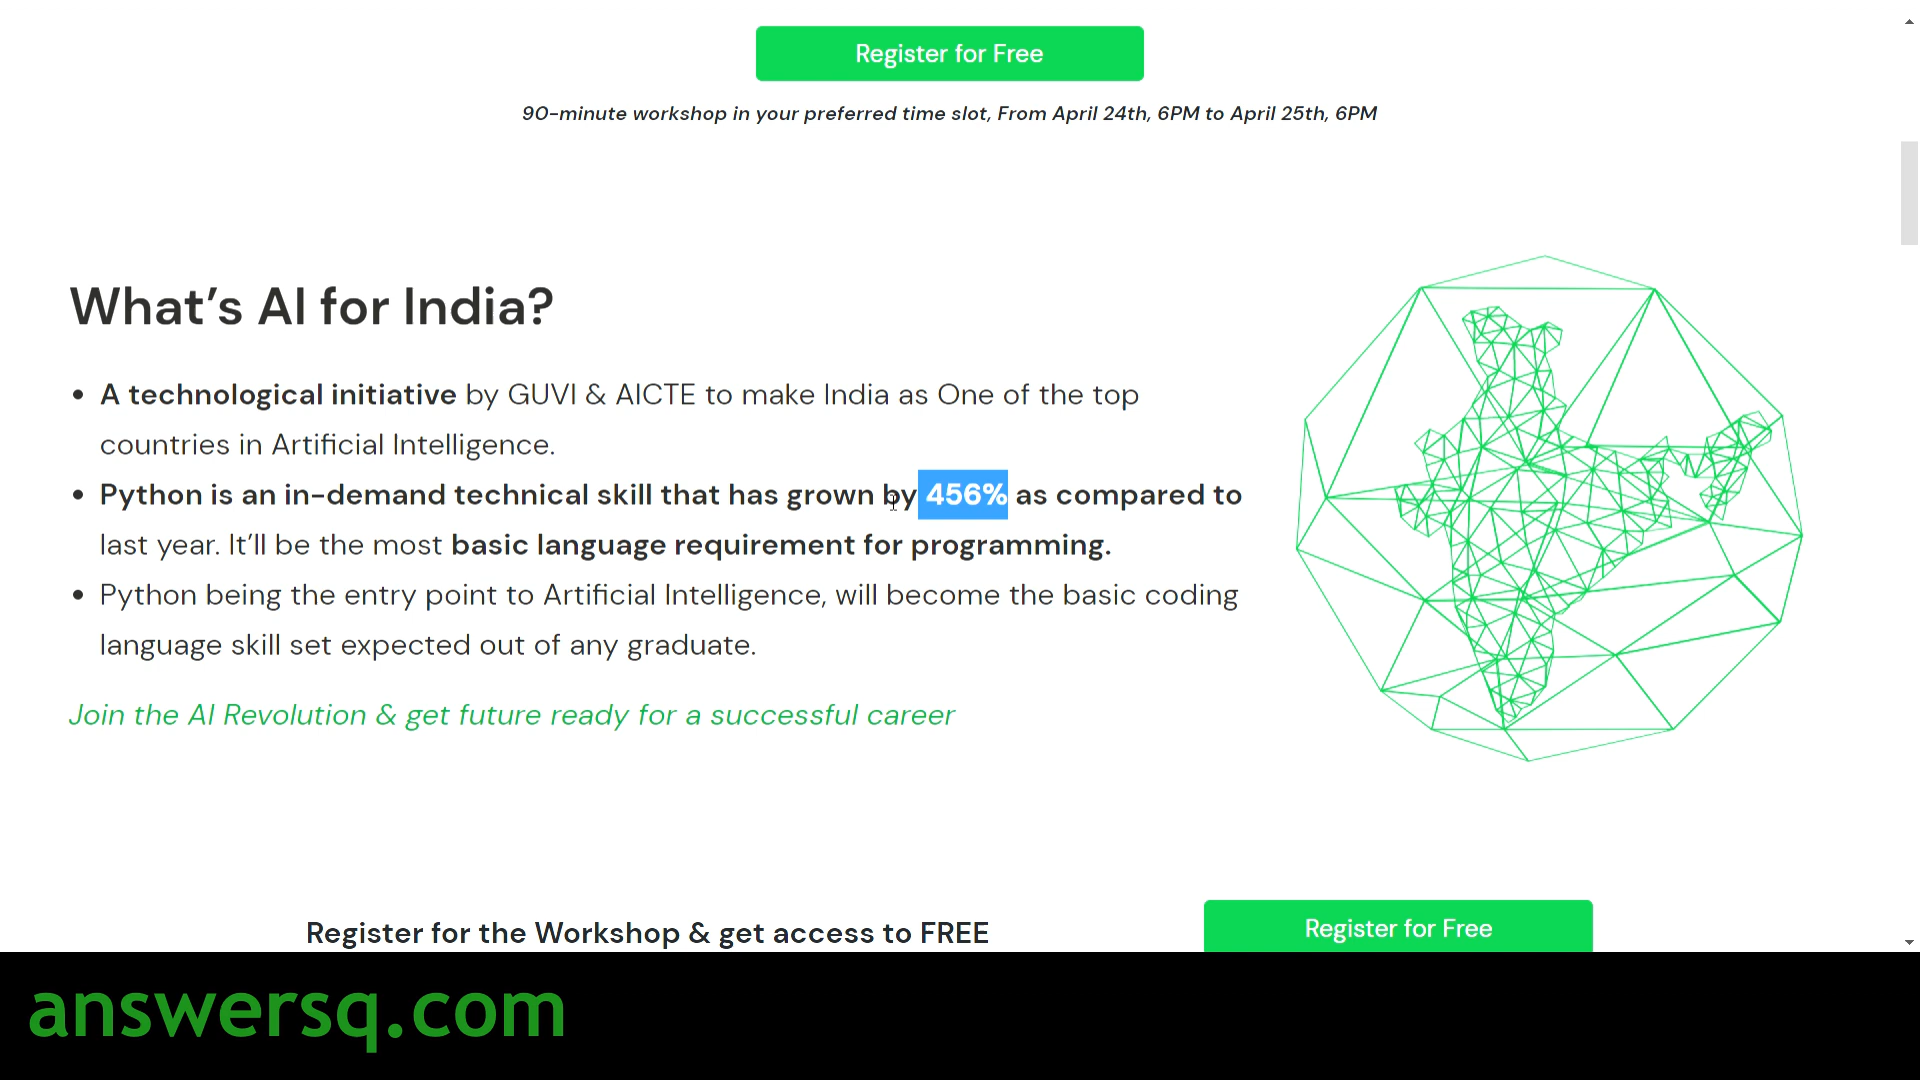 Register for Free
90-minute workshop in your preferred time slot, From April 24th, 6PM to April 25th, 6PM
What’s AI for India?
• A technological initiative by GUVI & AICTE to make India as One of the top
countries in Artificial Intelligence.
• Python is an in-demand technical skill that has grown by 456% as compared to
last year. It’ll be the most basic language requirement for programming.
• Python being the entry point to Artificial Intelligence, will become the basic coding
language skill set expected out of any graduate.
Join the AI Revolution & get future ready for a successful career
Register for the Workshop & get access to FREE
Register for Free
answersq.com